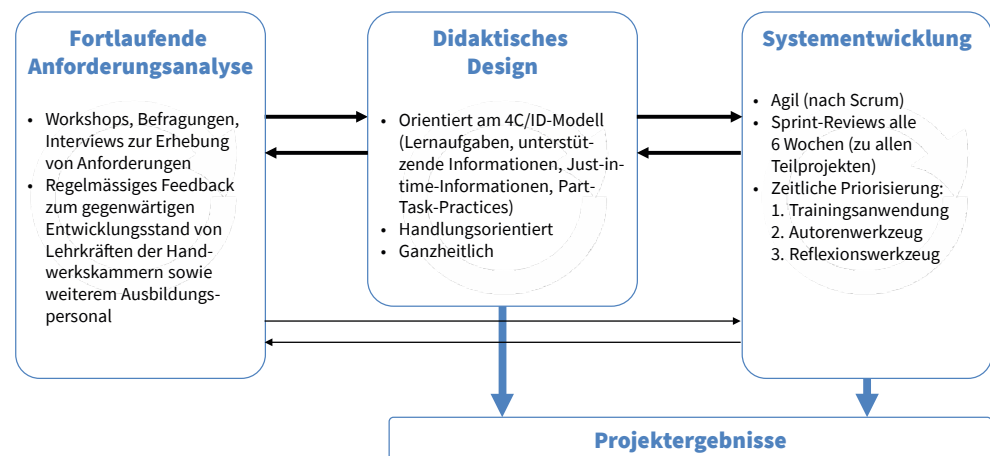 Fortlaufende
Anforderungsanalyse
• Workshops, Befragungen,
Interviews zur Erhebung
von Anforderungen
• Regelmässiges Feedback
zum gegenwärtigen
Entwicklungsstand von
Lehrkräften der Hand-
werkskammern sowie
weiterem Ausbildungs-
personal
Didaktisches
Design
• Orientiert am 4C/ID-Modell
(Lernaufgaben, unterstüt-
zende Informationen, Just-in-
time-Informationen, Part-
Task-Practices)
• Handlungsorientiert
• Ganzheitlich
Systementwicklung
• Agil (nach Scrum)
• Sprint-Reviews alle
6 Wochen (zu allen
Teilprojekten)
• Zeitliche Priorisierung:
1. Trainingsanwendung
2. Autorenwerkzeug
3. Reflexionswerkzeug
Projektergebnisse